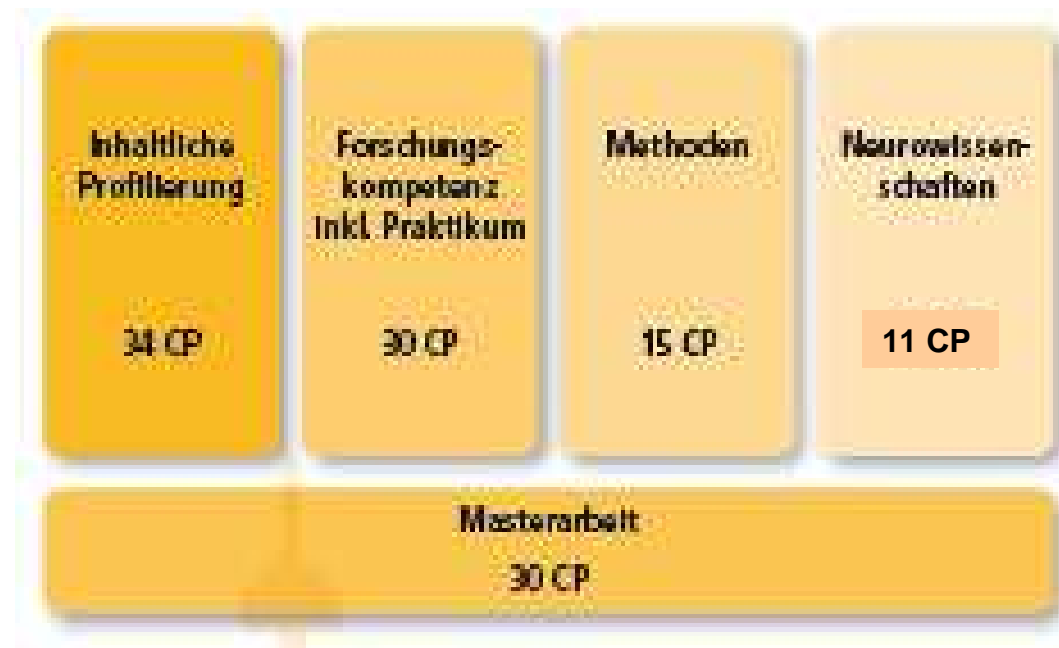 Inhaltliche
Profilierung
34 CP
Forschungs-
kompetenz
inkl. Praktikum
30 CP
Methoden
15 CP
Neurowissen-
schaften
11 CP
Masterarbeit
30 CP